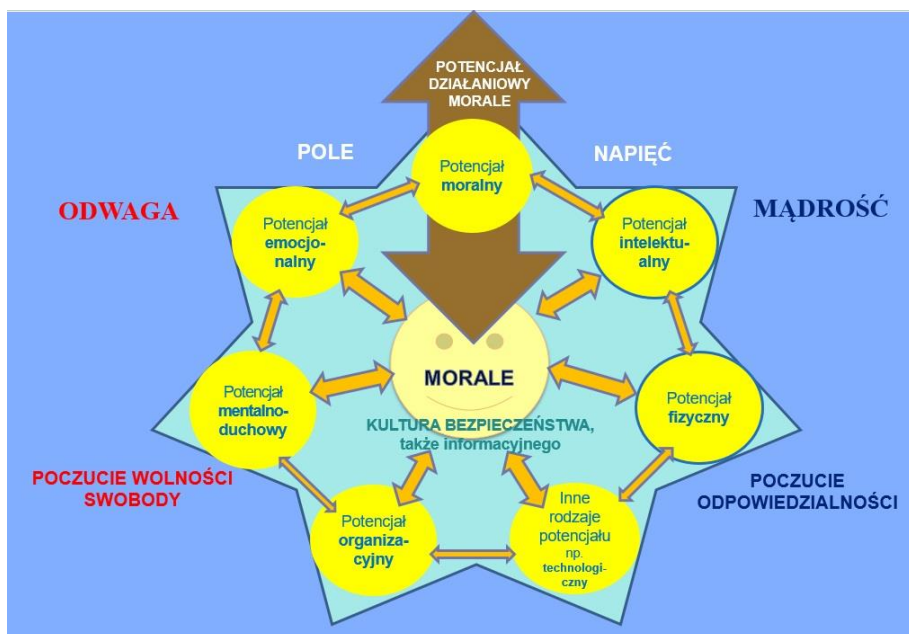 POTENCJAŁ
DZIAŁANIOWY
MORALE
POLE
NAPIĘĆ
Potencjał
moralny
ODWAGA
MĄDROŚĆ
Potencjał
emocjo-
nalny
Potencjał
intelektu-
alny
MORALE
Potencjał
mentalno-
duchowy
Potencjał
fizyczny
KULTURA BEZPIECZEŃSTWA,
także informacyjnego
POCZUCIE WOLNOŚCI
SWOBODY
POCZUCIE
ODPOWIEDZIALNOŚCI
Potencjał
organiza-
cyjny
Inne
rodzaje
potencjału
np.
technologi-
czny